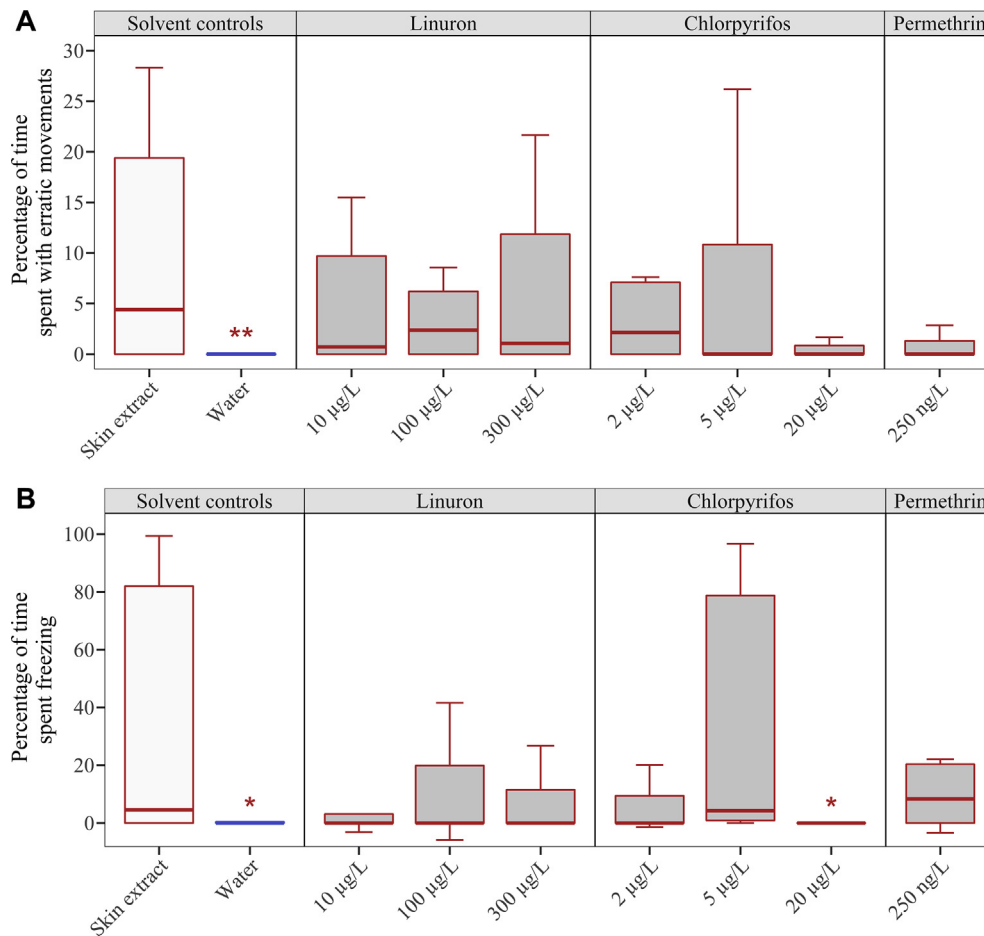 A
Solvent controls Linuron Chlorpyrifos Permethrin
Percentage of time
spent with erratic movements
30
25
20
15
10
5
0
**
Skin extract Water 10 µg/L 100 µg/L 300 µg/L 2 µg/L 5 µg/L 20 µg/L 250 ng/L
B
Solvent controls Linuron Chlorpyrifos Permethrin
Percentage of time
spent freezing
100
80
60
40
20
0
* *
Skin extract Water 10 µg/L 100 µg/L 300 µg/L 2 µg/L 5 µg/L 20 µg/L 250 ng/L